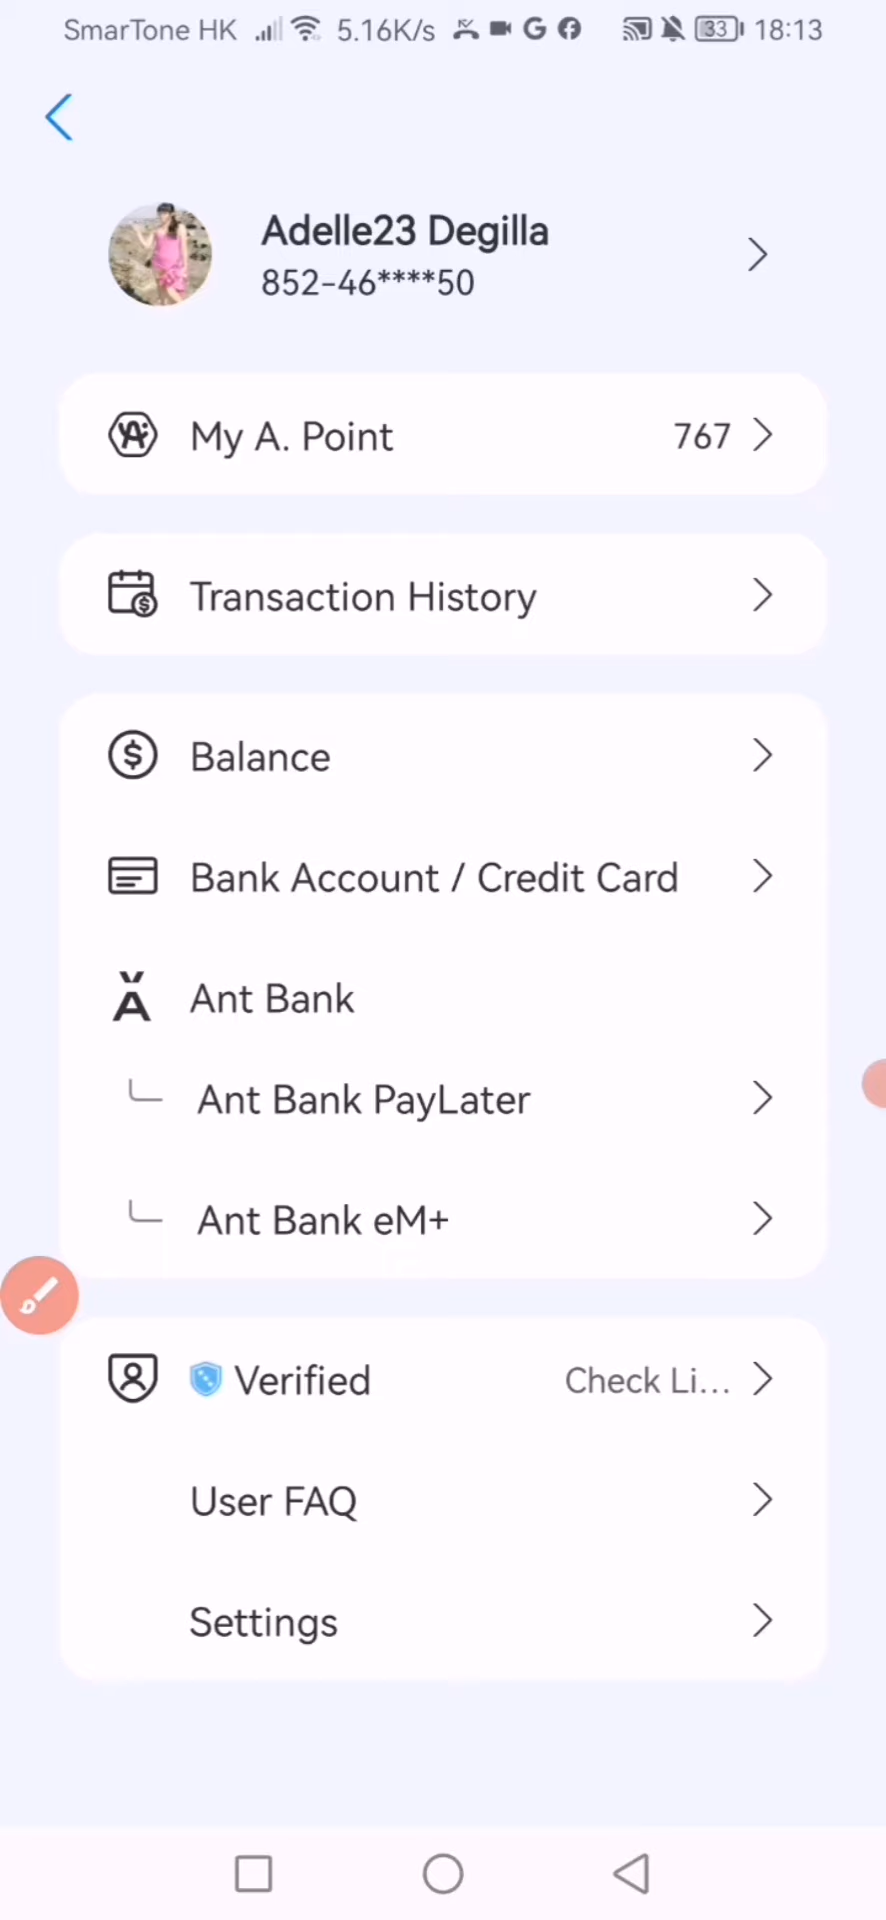 SmarTone HK 5.16K/s 33 18:13
Adelle23 Degilla
852-46****50
My A. Point 767
Transaction History
Balance
Bank Account / Credit Card
Ant Bank
Ant Bank PayLater
Ant Bank eM+
Verified Check Li...
User FAQ
Settings